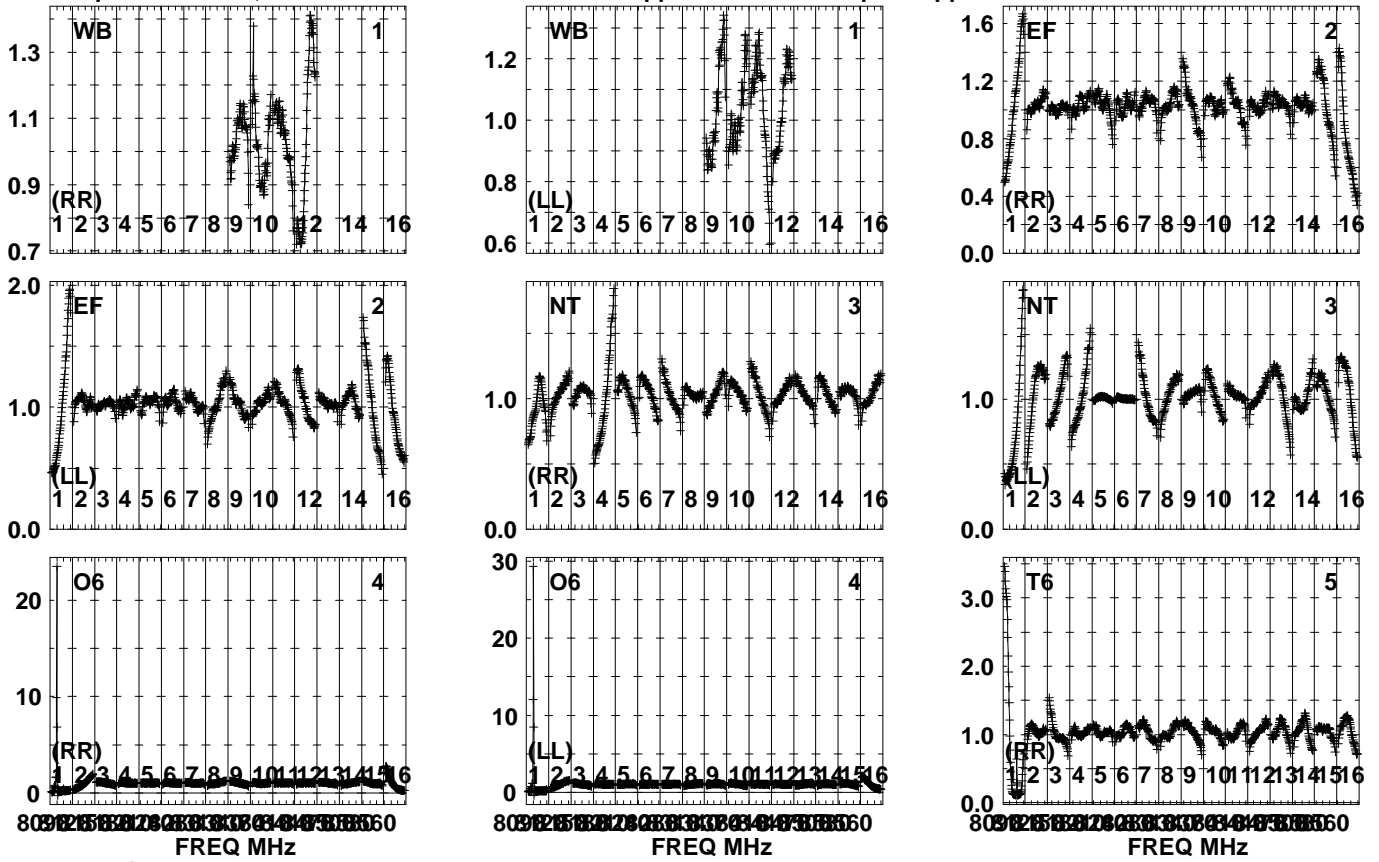 WB 1
1.3
1.1
0.9
0.7
(RR)
1 2 3 4 5 6 7 8 9 10 12 14 16
WB 1
1.2
1.0
0.8
0.6
(LL)
1 2 3 4 5 6 7 8 9 10 12 14 16
EF 2
1.6
1.2
0.8
0.4
0.0
(RR)
1 2 3 4 5 6 7 8 9 10 12 14 16
EF 2
2.0
1.0
0.0
(LL)
1 2 3 4 5 6 7 8 9 10 12 14 16
NT 3
1.0
0.0
(RR)
1 2 3 4 5 6 7 8 9 10 12 14 16
NT 3
1.0
0.0
(LL)
1 2 3 4 5 6 7 8 9 10 12 14 16
O6 4
20
10
0
(RR)
1 2 3 4 5 6 7 8 9 10 11 12 13 14 15 16
FREQ MHz
O6 4
30
20
10
0
(LL)
1 2 3 4 5 6 7 8 9 10 11 12 13 14 15 16
FREQ MHz
T6 5
3.0
2.0
1.0
0.0
(RR)
1 2 3 4 5 6 7 8 9 10 11 12 13 14 15 16
FREQ MHz